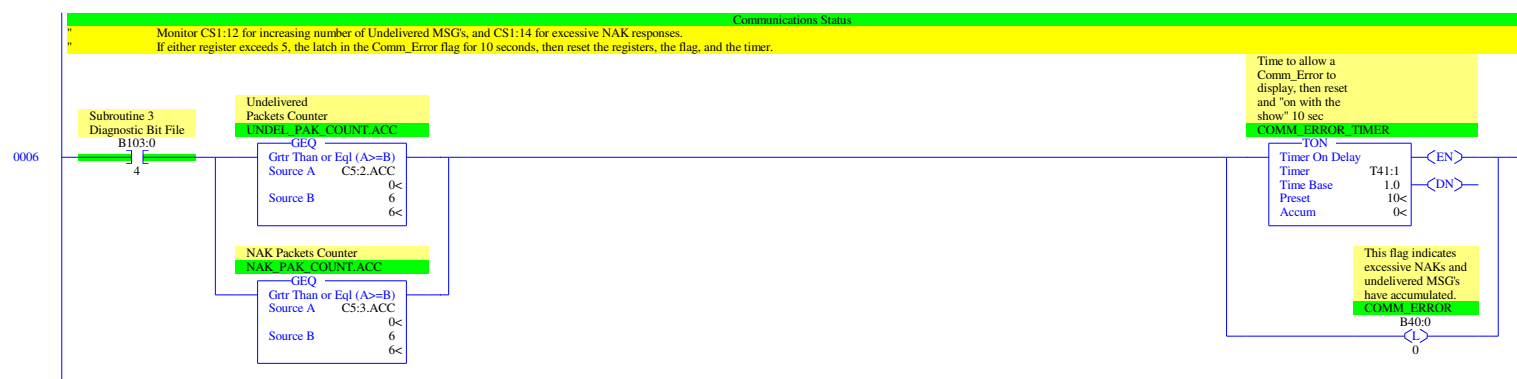 Communications Status
" Monitor CS1:12 for increasing number of Undelivered MSG's, and CS1:14 for excessive NAK responses.
" If either register exceeds 5, the latch in the Comm_Error flag for 10 seconds, then reset the registers, the flag, and the timer.
Time to allow a
Comm_Error to
display, then reset
and "on with the
show" 10 sec
COMM_ERROR_TIMER
Subroutine 3
Diagnostic Bit File
B103:0
4
Undelivered
Packets Counter
UNDEL_PAK_COUNT.ACC
GEQ
Grtr Than or Eql (A>=B)
Source A C5:2.ACC
0<
Source B 6
6<
0006
TON
Timer On Delay
Timer T41:1
Time Base 1.0
Preset 10<
Accum 0<
EN
DN
NAK Packets Counter
NAK_PAK_COUNT.ACC
GEQ
Grtr Than or Eql (A>=B)
Source A C5:3.ACC
0<
Source B 6
6<
This flag indicates
excessive NAKs and
undelivered MSG's
have accumulated.
COMM_ERROR
B40:0
L
0